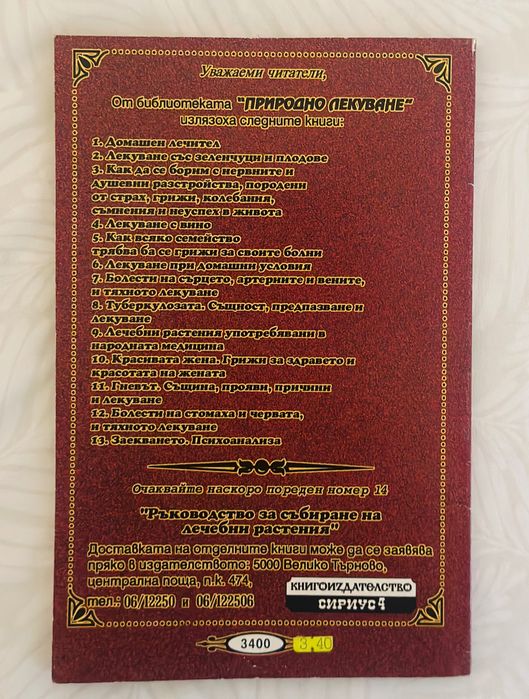 Уважаеми читатели,
От библиотеката "ПРИРОДНО ЛЕКУВАНЕ"
излязоха следните книги:
1. Домашен лечител
2. Лекуване със зеленчуци и плодове
3. Как да се борим с нервните и
душевни разстройства, породени
от страх, грижи, колебания,
съмнения и неуспех в живота
4. Лекуване с вино
5. Как всяко семейство
трябва ба се грижи за своите болни
6. Лекуване при домашни условия
7. Болести на сърцето, артериите и вените,
и тяхното лекуване
8. Туберкулозата. Същност, предпазване и
лекуване
9. Лечебни растения употребявани в
народната медицина
10. Красивата жена. Грижи за здравето и
красотата на жената
11. Гневът. Същина, прояви, причини
и лекуване
12. Болести на стомаха и червата,
и тяхното лекуване
13. Заекването. Психоанализа
Очаквайте наскоро пореден номер 14
"Ръководство за събиране на
лечебни растения"
Доставката на отделните книги може да се заявява
пряко в издателството: 5000 Велико Търново,
централна поща, п.к. 474,
тел.: 06/12250 и 06/122506
КНИГОИЗДАТЕЛСТВО
СИРИУС 4
3400
3,40